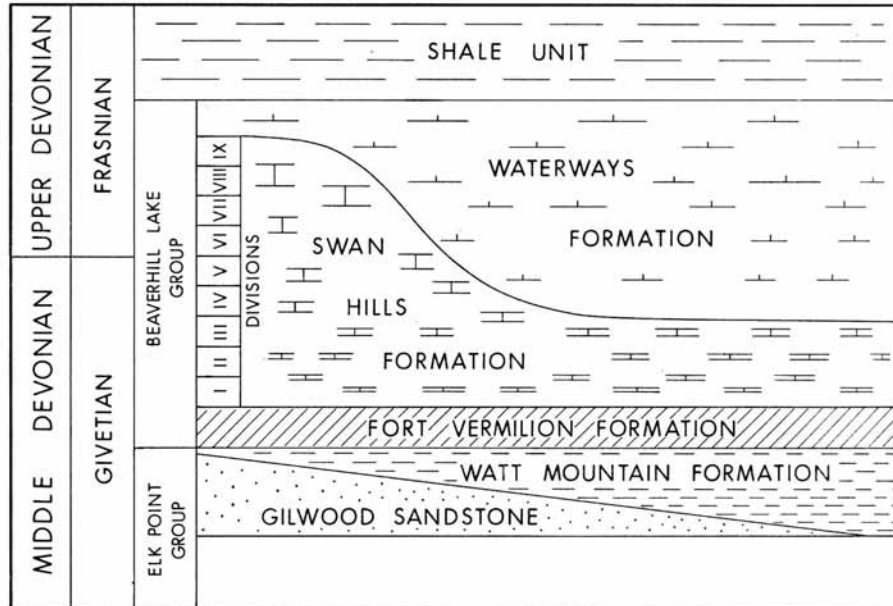 UPPER DEVONIAN
MIDDLE DEVONIAN
FRASNIAN
GIVETIAN
BEAVERHILL LAKE
GROUP
ELK POINT
GROUP
IX
VIII
VII
VI
V
IV
III
II
I
DIVISIONS
SHALE UNIT
WATERWAYS
FORMATION
SWAN
HILLS
FORMATION
FORT VERMILION FORMATION
WATT MOUNTAIN FORMATION
GILWOOD SANDSTONE